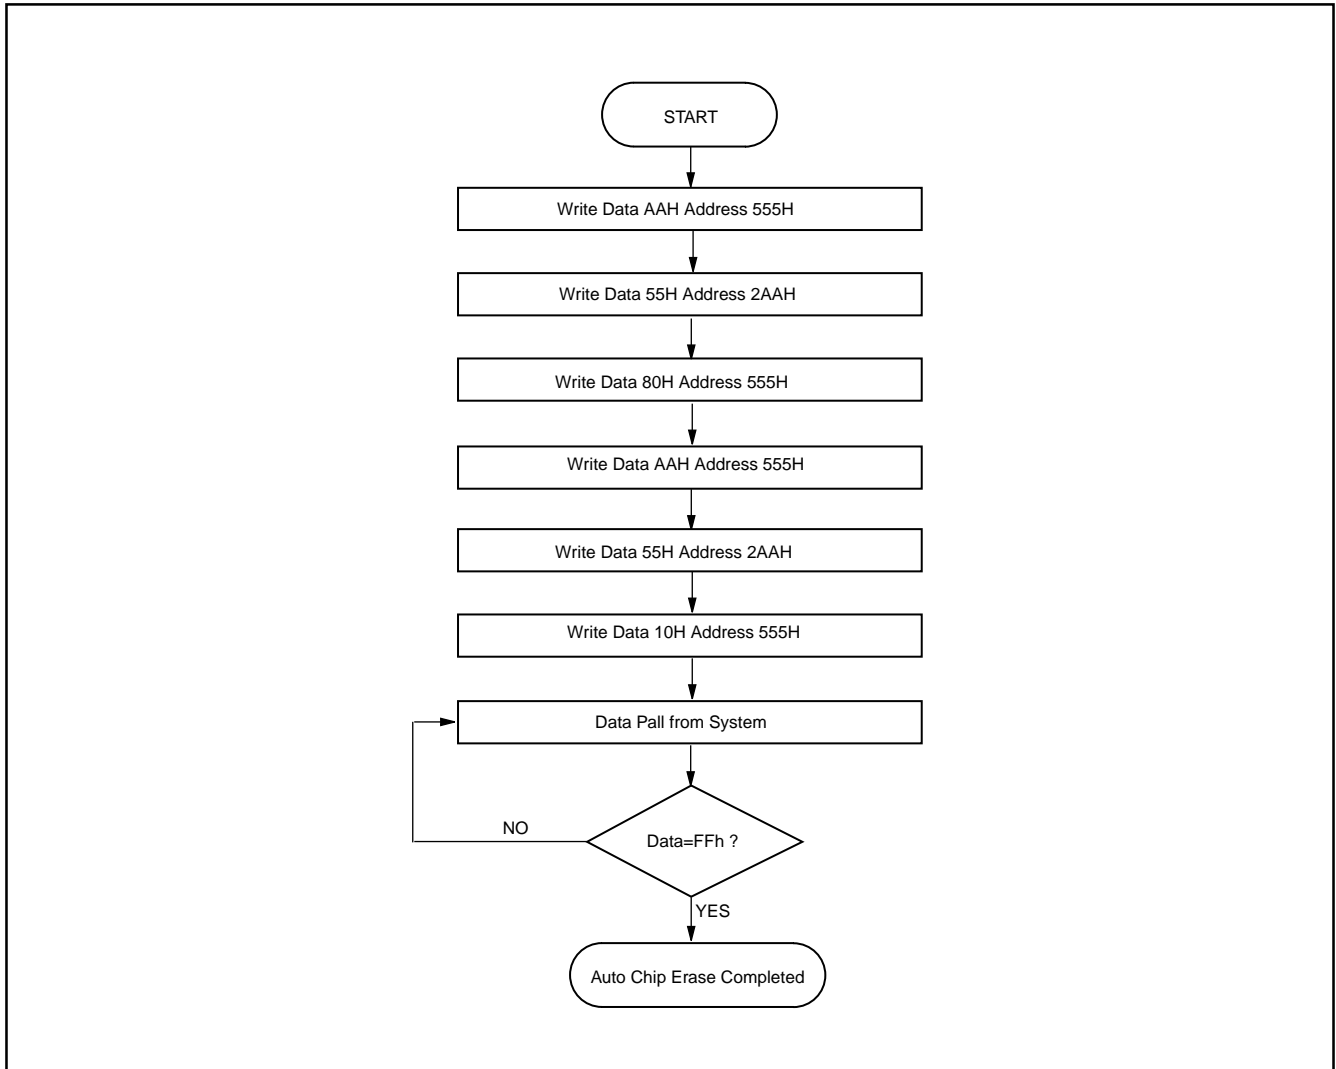 START
Write Data AAH Address 555H
Write Data 55H Address 2AAH
Write Data 80H Address 555H
Write Data AAH Address 555H
Write Data 55H Address 2AAH
Write Data 10H Address 555H
Data Pall from System
Data=FFh ?
NO
YES
Auto Chip Erase Completed